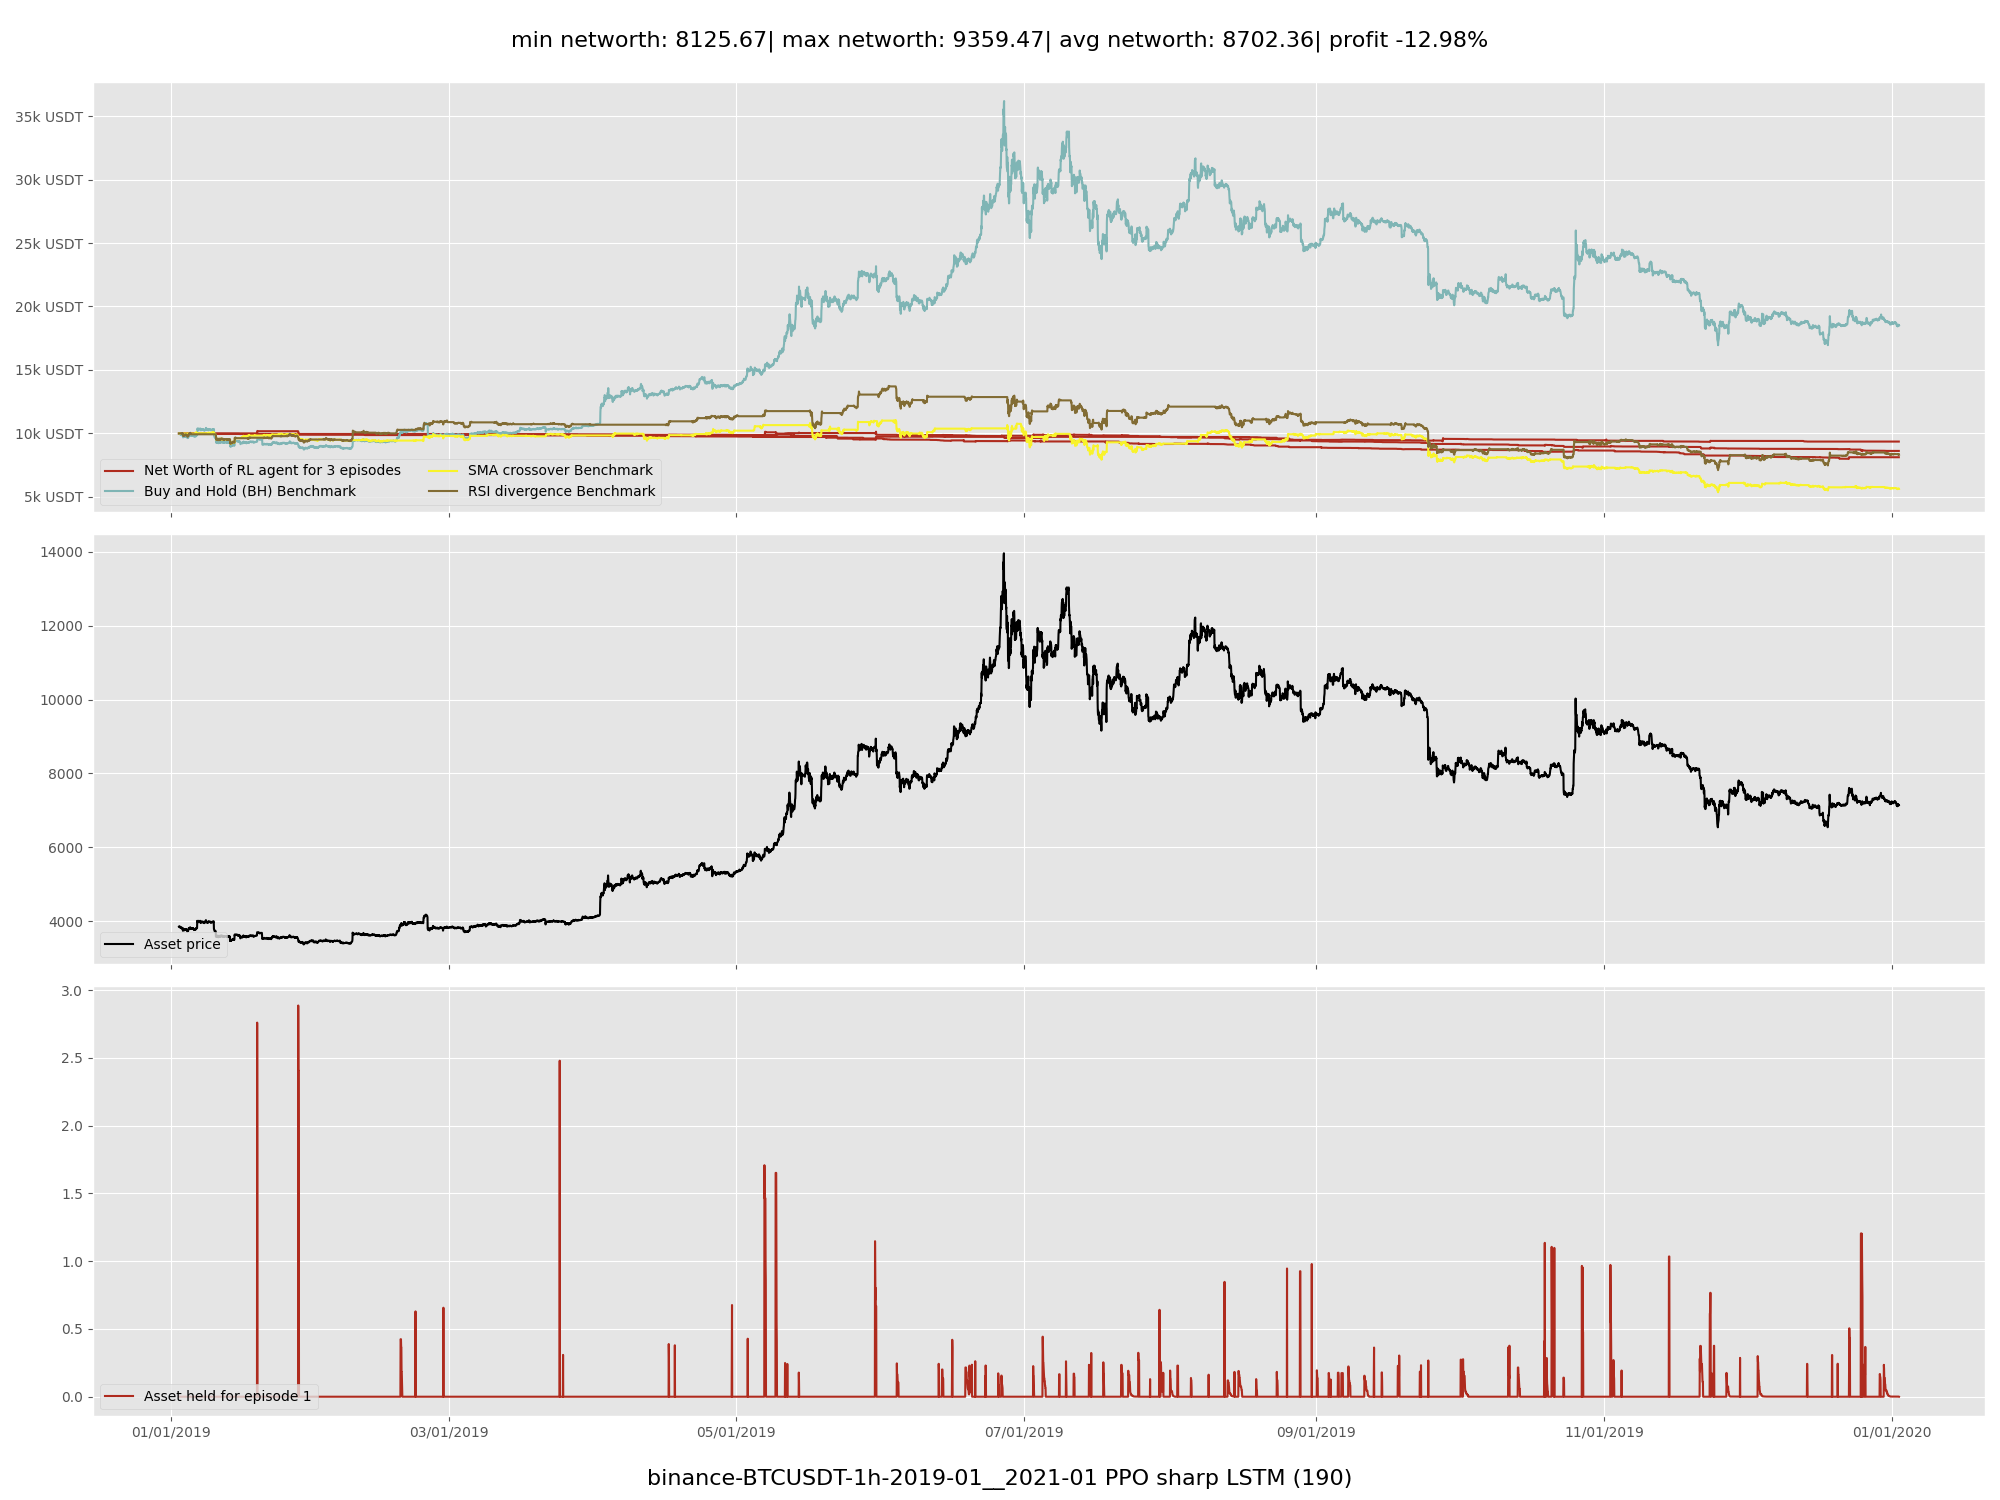 min networth: 8125.67| max networth: 9359.47| avg networth: 8702.36| profit -12.98%
35k USDT
30k USDT
25k USDT
20k USDT
15k USDT
10k USDT
5k USDT
Net Worth of RL agent for 3 episodes
Buy and Hold (BH) Benchmark
SMA crossover Benchmark
RSI divergence Benchmark
14000
12000
10000
8000
6000
4000
Asset price
3.0
2.5
2.0
1.5
1.0
0.5
0.0
Asset held for episode 1
01/01/2019 03/01/2019 05/01/2019 07/01/2019 09/01/2019 11/01/2019 01/01/2020
binance-BTCUSDT-1h-2019-01__2021-01 PPO sharp LSTM (190)